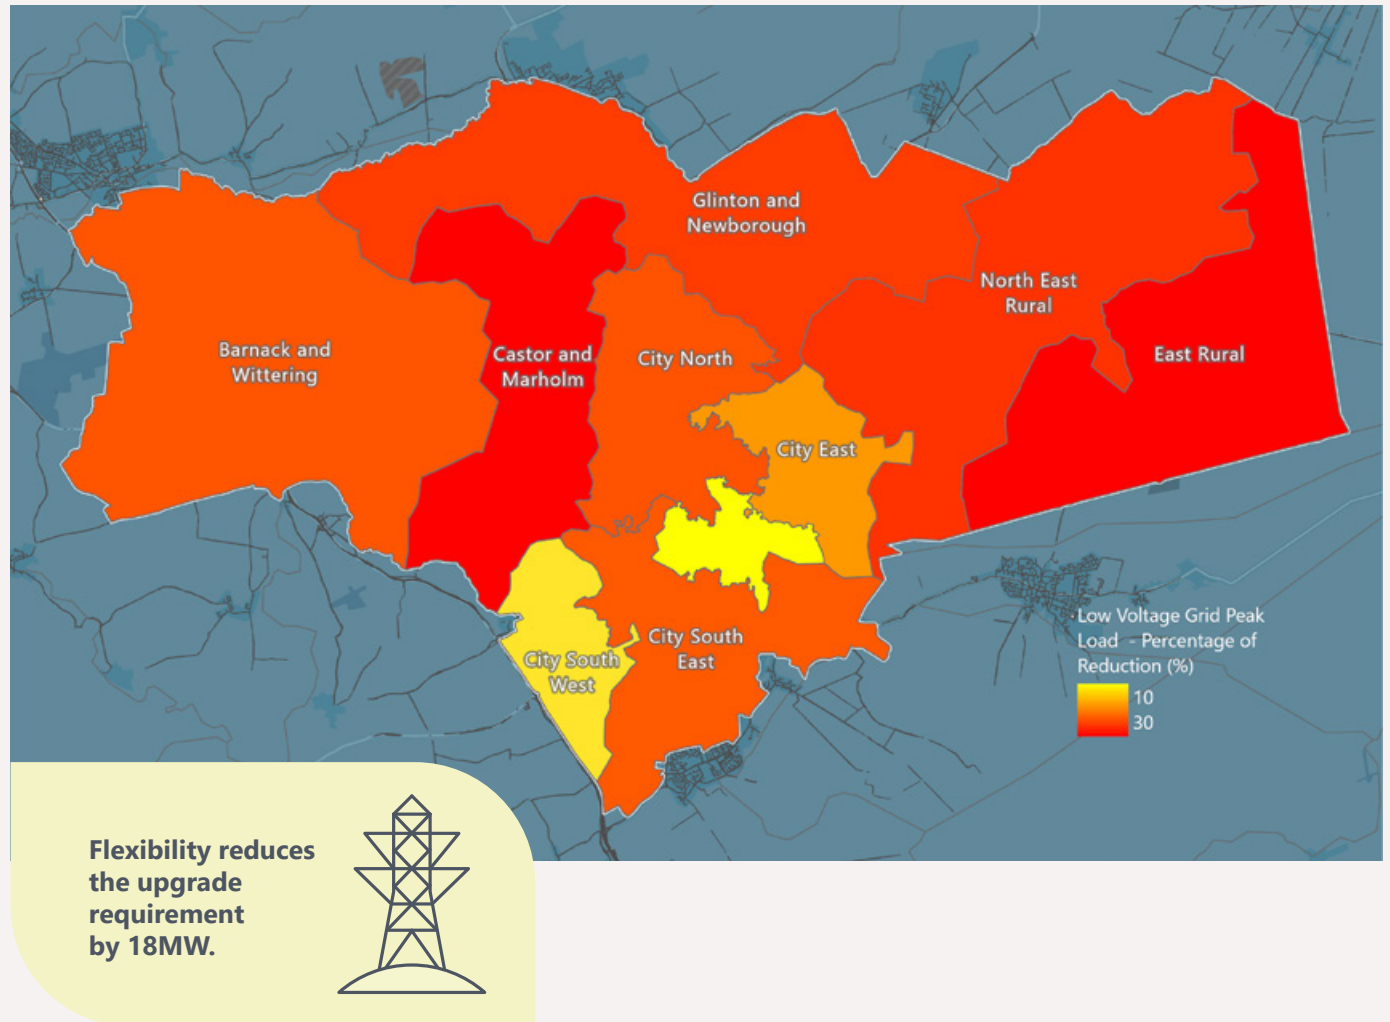 Glinton and
Newborough
North East
Rural
Barnack and
Wittering
Castor and
Marholm
City North
East Rural
City East
City South
East
City South
West
Low Voltage Grid Peak
Load - Percentage of
Reduction (%)
10
30
Flexibility reduces
the upgrade
requirement
by 18MW.